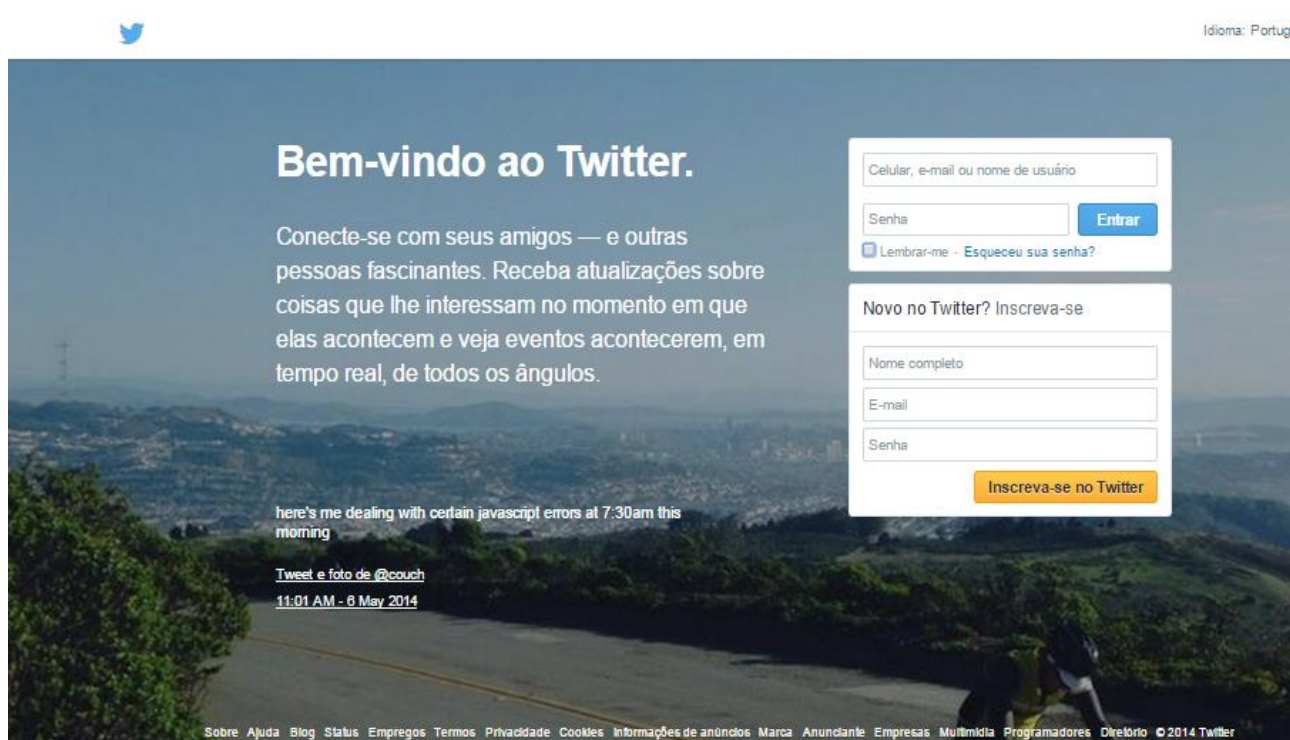 Idioma: Portug
Bem-vindo ao Twitter.
Conecte-se com seus amigos — e outras
pessoas fascinantes. Receba atualizações sobre
coisas que lhe interessam no momento em que
elas acontecem e veja eventos acontecerem, em
tempo real, de todos os ângulos.
here's me dealing with certain javascript errors at 7:30am this
morning
Tweet e foto de @couch
11:01 AM - 6 May 2014
Celular, e-mail ou nome de usuário
Senha
Entrar
Lembrar-me · Esqueceu sua senha?
Novo no Twitter? Inscreva-se
Nome completo
E-mail
Senha
Inscreva-se no Twitter
Sobre Ajuda Blog Status Empregos Termos Privacidade Cookies Informações de anúncios Marca Anunciante Empresas Multimídia Programadores Diretório © 2014 Twitter